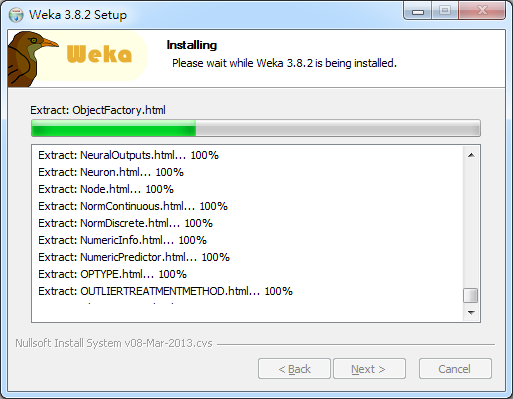 Weka 3.8.2 Setup
Weka
Installing
Please wait while Weka 3.8.2 is being installed.
Extract: ObjectFactory.html
Extract: NeuralOutputs.html... 100%
Extract: Neuron.html... 100%
Extract: Node.html... 100%
Extract: NormContinuous.html... 100%
Extract: NormDiscrete.html... 100%
Extract: NumericInfo.html... 100%
Extract: NumericPredictor.html... 100%
Extract: OPTYPE.html... 100%
Extract: OUTLIERTREATMENTMETHOD.html... 100%
Nullsoft Install System v08-Mar-2013.cvs
< Back
Next >
Cancel